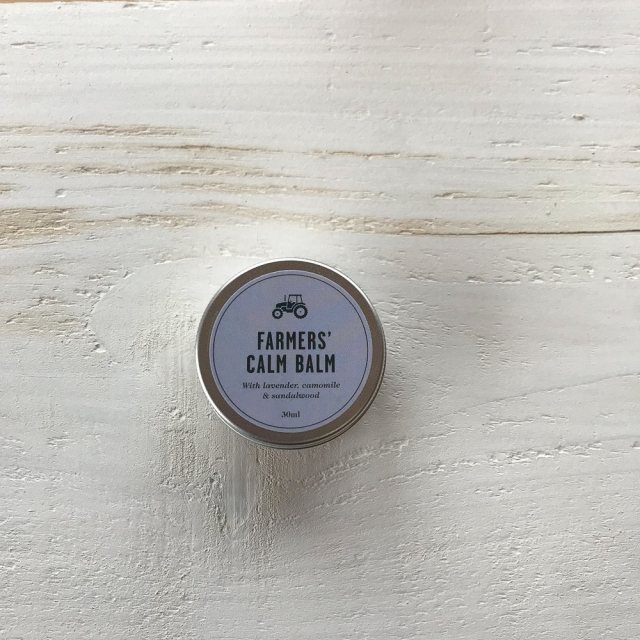 FARMERS'
CALM BALM
With lavender, camomile
& sandalwood
30ml